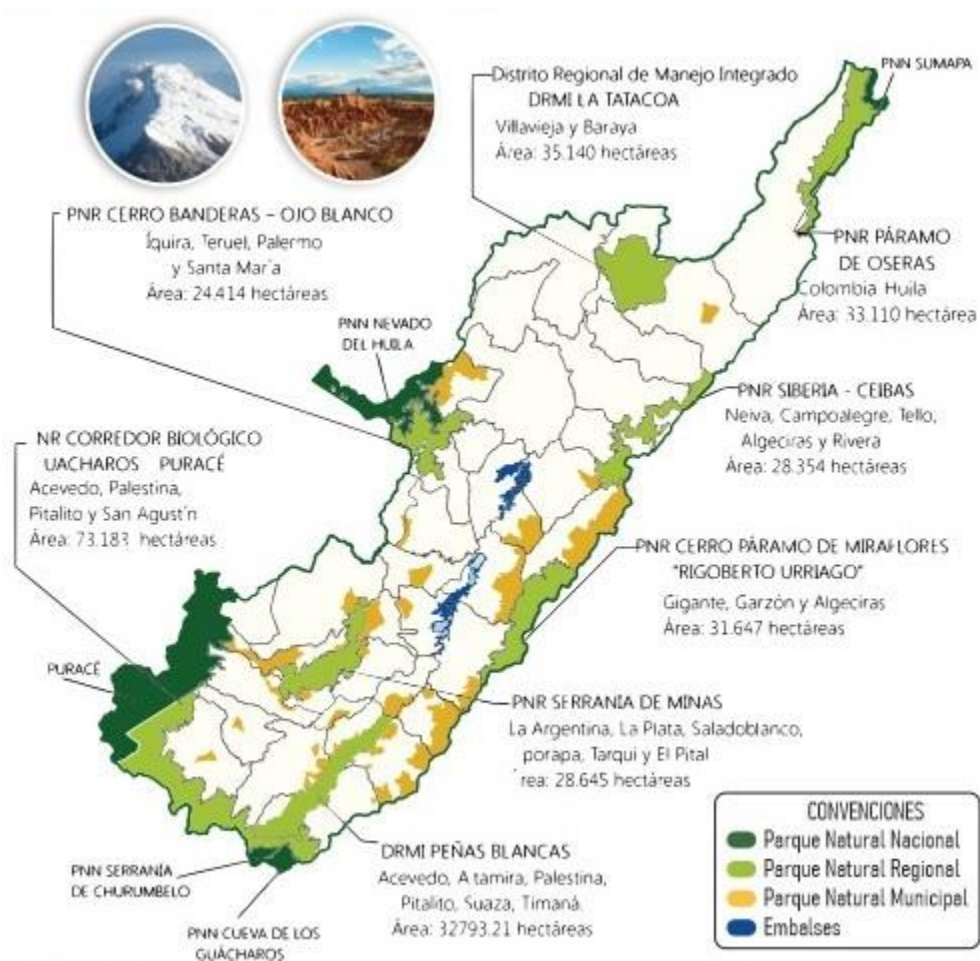 Distrito Regional de Manejo Integrado
DRMI LA TATACOA
Villavieja y Baraya
Área: 35.140 hectáreas
PNN SUMAPA
PNR CERRO BANDERAS – OJO BLANCO
Íquira, Teruel, Palermo
y Santa María
Área: 24.414 hectáreas
PNR PÁRAMO
DE OSERAS
Colombia Huila
Área: 33.110 hectárea
PNN NEVADO
DEL HUILA
PNR SIBERIA - CEIBAS
Neiva, Campoalegre, Tello,
Algeciras y Rivera
Área: 28.354 hectáreas
NR CORREDOR BIOLÓGICO
UACHAROS PURACÉ
Acevedo, Palestina,
Pitalito y San Agustín
Área: 73.183 hectáreas
PNR CERRO PÁRAMO DE MIRAFLORES
"RIGOBERTO URRIAGO"
Gigante, Garzón y Algeciras
Área: 31.647 hectáreas
PURACÉ
PNR SERRANIA DE MINAS
La Argentina, La Plata, Saladoblanco,
porapa, Tarqui y El Pital
rea: 28.645 hectáreas
DRMI PEÑAS BLANCAS
Acevedo, A tamira, Palestina,
Pitalito, Suaza, Timaná.
Área: 32793.21 hectáreas
PNN SERRANÍA
DE CHURUMBELO
PNN CUEVA DE LOS
GUÁCHAROS
CONVENCIONES
Parque Natural Nacional
Parque Natural Regional
Parque Natural Municipal
Embalses